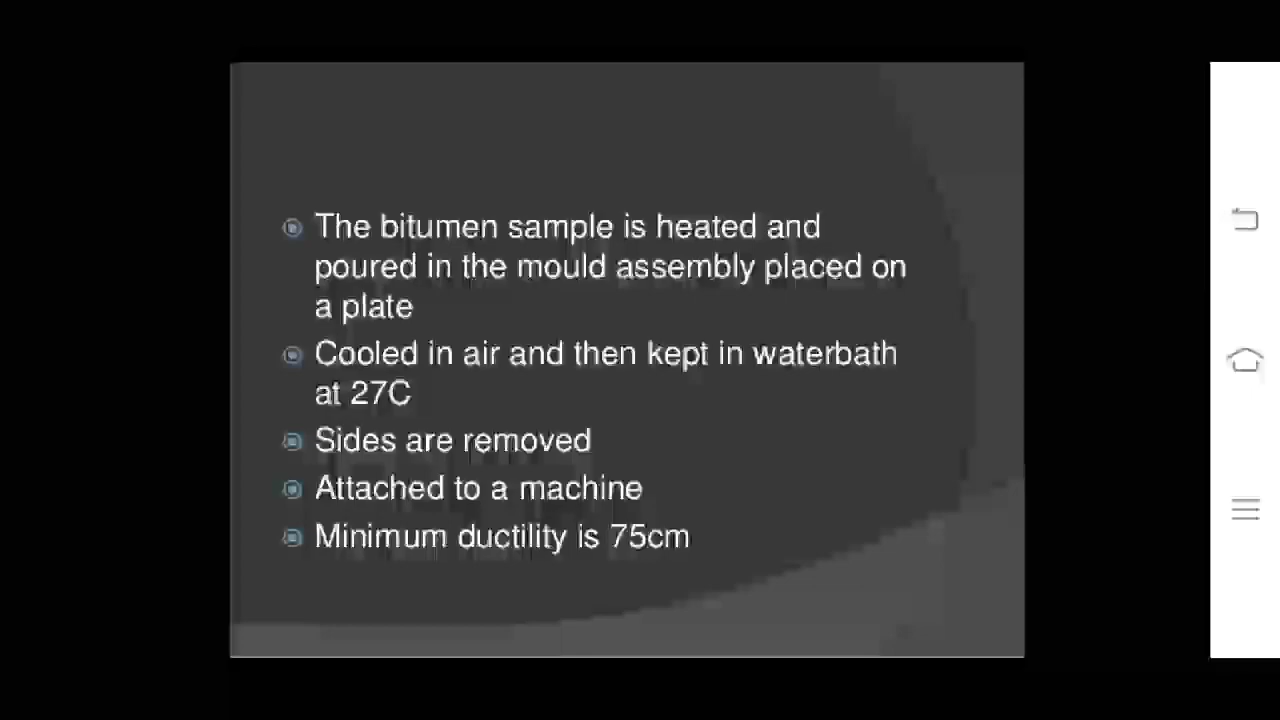 The bitumen sample is heated and
poured in the mould assembly placed on
a plate
Cooled in air and then kept in waterbath
at 27C
Sides are removed
Attached to a machine
Minimum ductility is 75cm